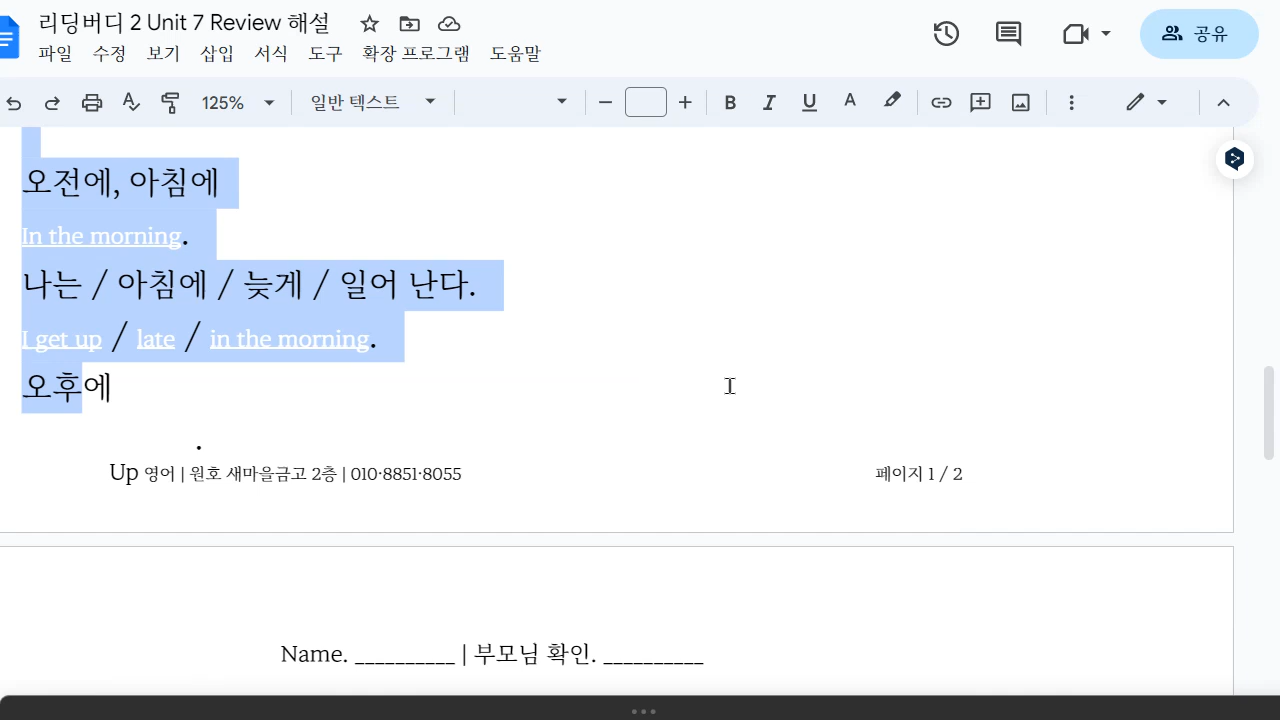 리딩버디 2 Unit 7 Review 해설
파일 수정 보기 삽입 서식 도구 확장 프로그램 도움말
공유
125% 일반 텍스트 B I U A
오전에, 아침에
In the morning.
나는 / 아침에 / 늦게 / 일어 난다.
I get up / late / in the morning.
오후에
.
Up 영어 | 원호 새마을금고 2층 | 010·8851·8055 페이지 1 / 2
Name. __________ | 부모님 확인. __________